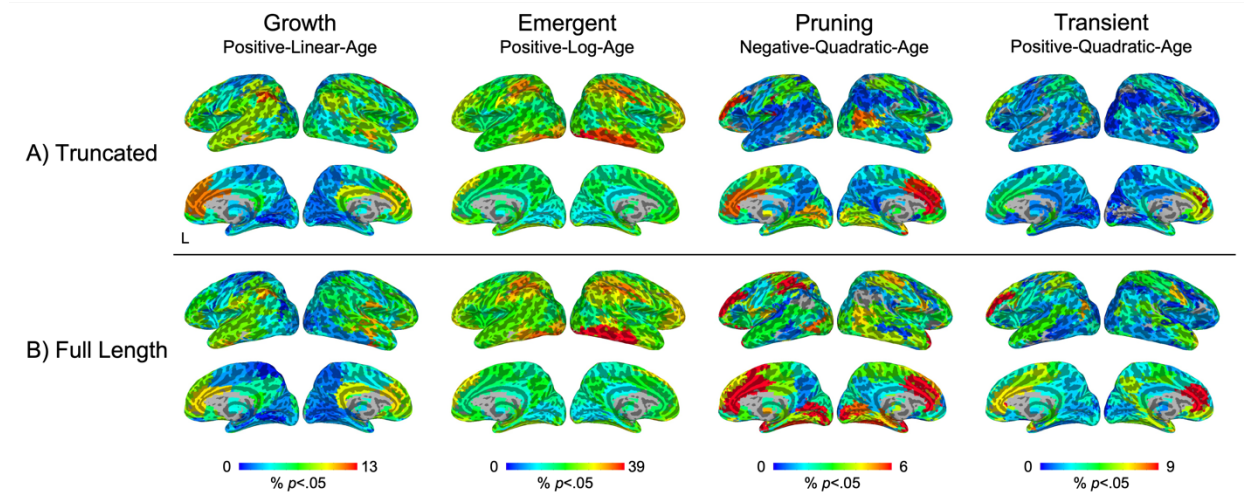 Growth Emergent Pruning Transient
Positive-Linear-Age Positive-Log-Age Negative-Quadratic-Age Positive-Quadratic-Age
A) Truncated
L
B) Full Length
0 13 0 39 0 6 0 9
% p<.05 % p<.05 % p<.05 % p<.05